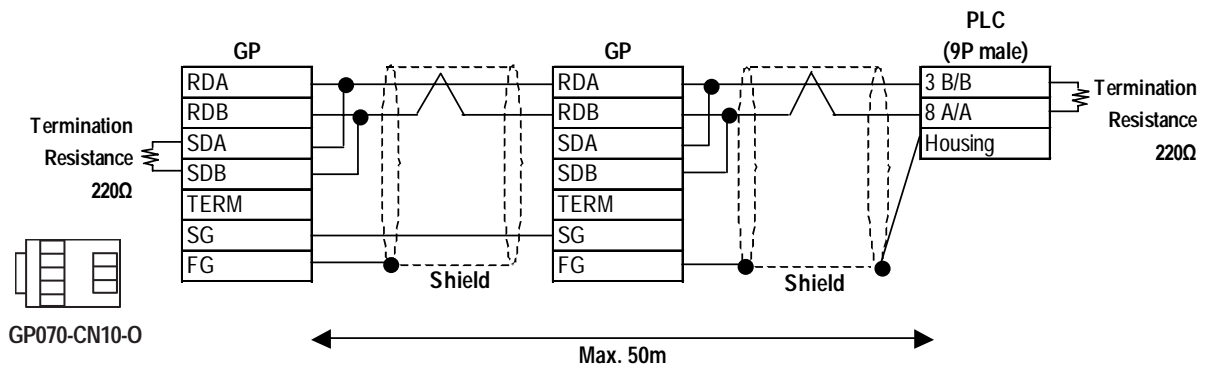 PLC
(9P male)
GP
GP
RDA
RDB
SDA
SDB
TERM
SG
FG
RDA
RDB
SDA
SDB
TERM
SG
FG
3 B/B
8 A/A
Housing
Termination
Resistance
220Ω
Termination
Resistance
220Ω
Shield
Shield
GP070-CN10-O
Max. 50m